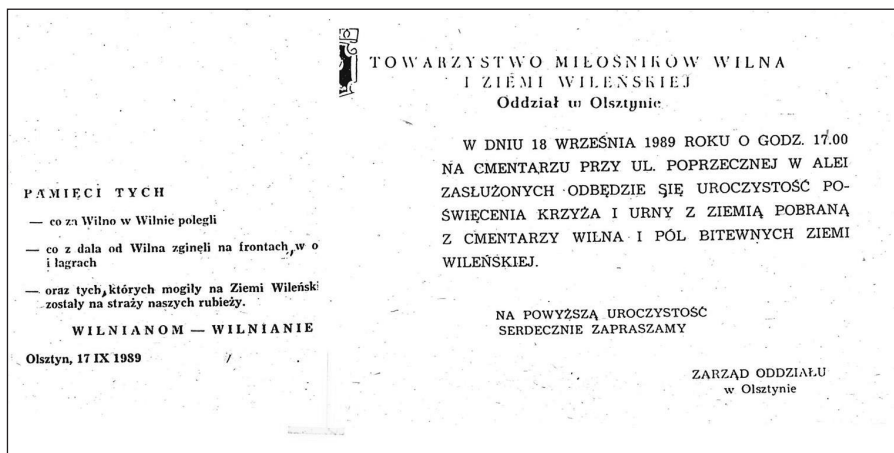 PAMIĘCI TYCH
— co za Wilno w Wilnie polegli
— co z dala od Wilna zginęli na frontach, w o
i łagrach
— oraz tych, których mogiły na Ziemi Wileńsk
zostały na straży naszych rubieży.
WILNIANOM — WILNIANIE
Olsztyn, 17 IX 1989
TOWARZYSTWO MIŁOŚNIKÓW WILNA
I ZIEMI WILEŃSKIEJ
Oddział w Olsztynie
W DNIU 18 WRZEŚNIA 1989 ROKU O GODZ. 17.00
NA CMENTARZU PRZY UL. POPRZECZNEJ W ALEI
ZASŁUŻONYCH ODBĘDZIE SIĘ UROCZYSTOŚĆ PO-
ŚWIĘCENIA KRZYŻA I URNY Z ZIEMIĄ POBRANĄ
Z CMENTARZY WILNA I PÓL BITEWNYCH ZIEMI
WILEŃSKIEJ.
NA POWYŻSZĄ UROCZYSTOŚĆ
SERDECZNIE ZAPRASZAMY
ZARZĄD ODDZIAŁU
w Olsztynie